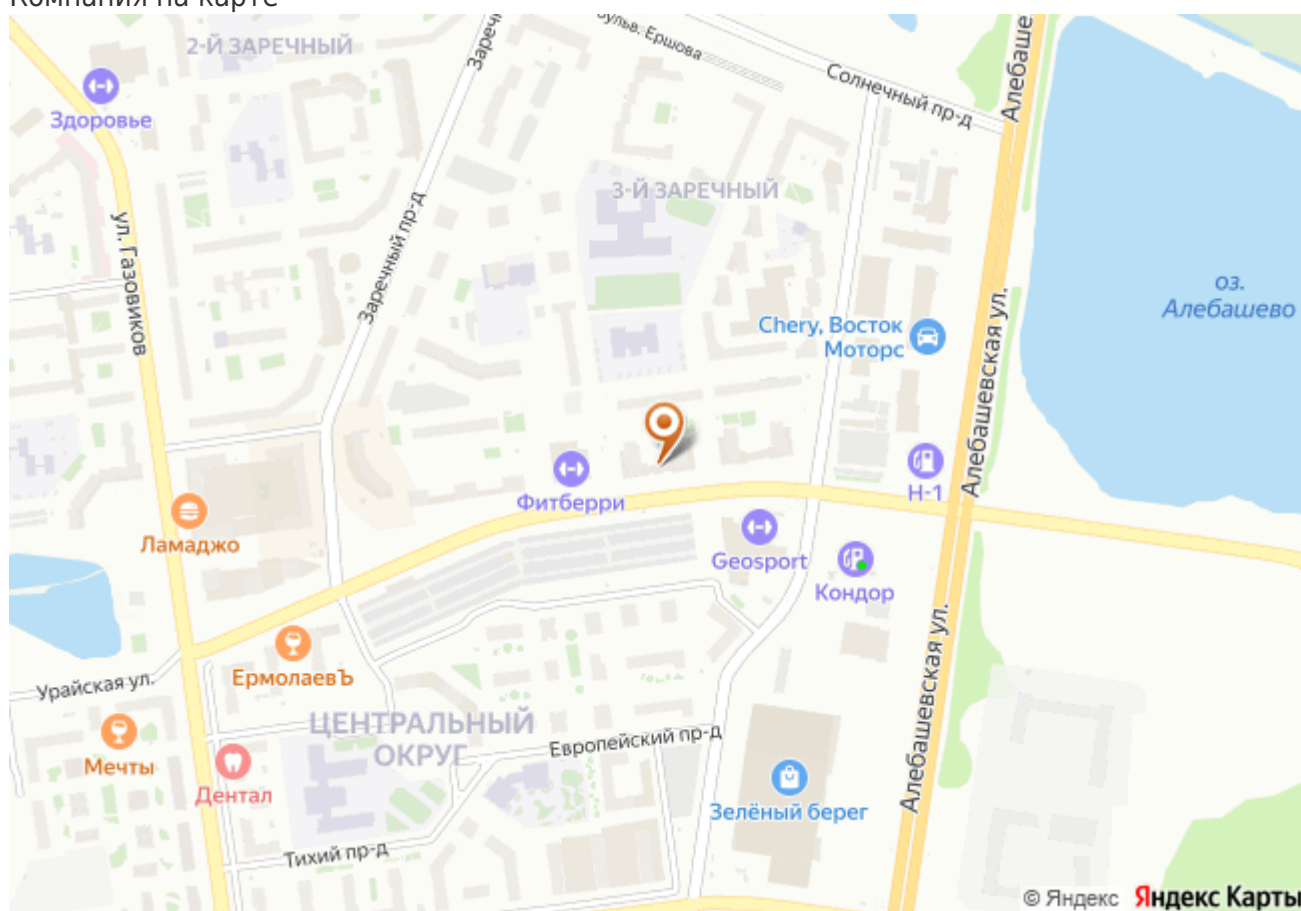 Компания на карте
2-Й ЗАРЕЧНЫЙ
Солнечный пр-д
Здоровье
3-Й ЗАРЕЧНЫЙ
ул. Газовиков
Заречный пр-д
оз.
Алебашево
Chery, Восток
Моторс
Алебашевская ул.
Фитберри
Н-1
Ламаджо
Geosport
Кондор
ЕрмолаевЪ
Урайская ул.
Алебашевская ул.
ЦЕНТРАЛЬНЫЙ
ОКРУГ
Европейский пр-д
Мечты
Дентал
Зелёный берег
Тихий пр-д
© Яндекс Яндекс Карты